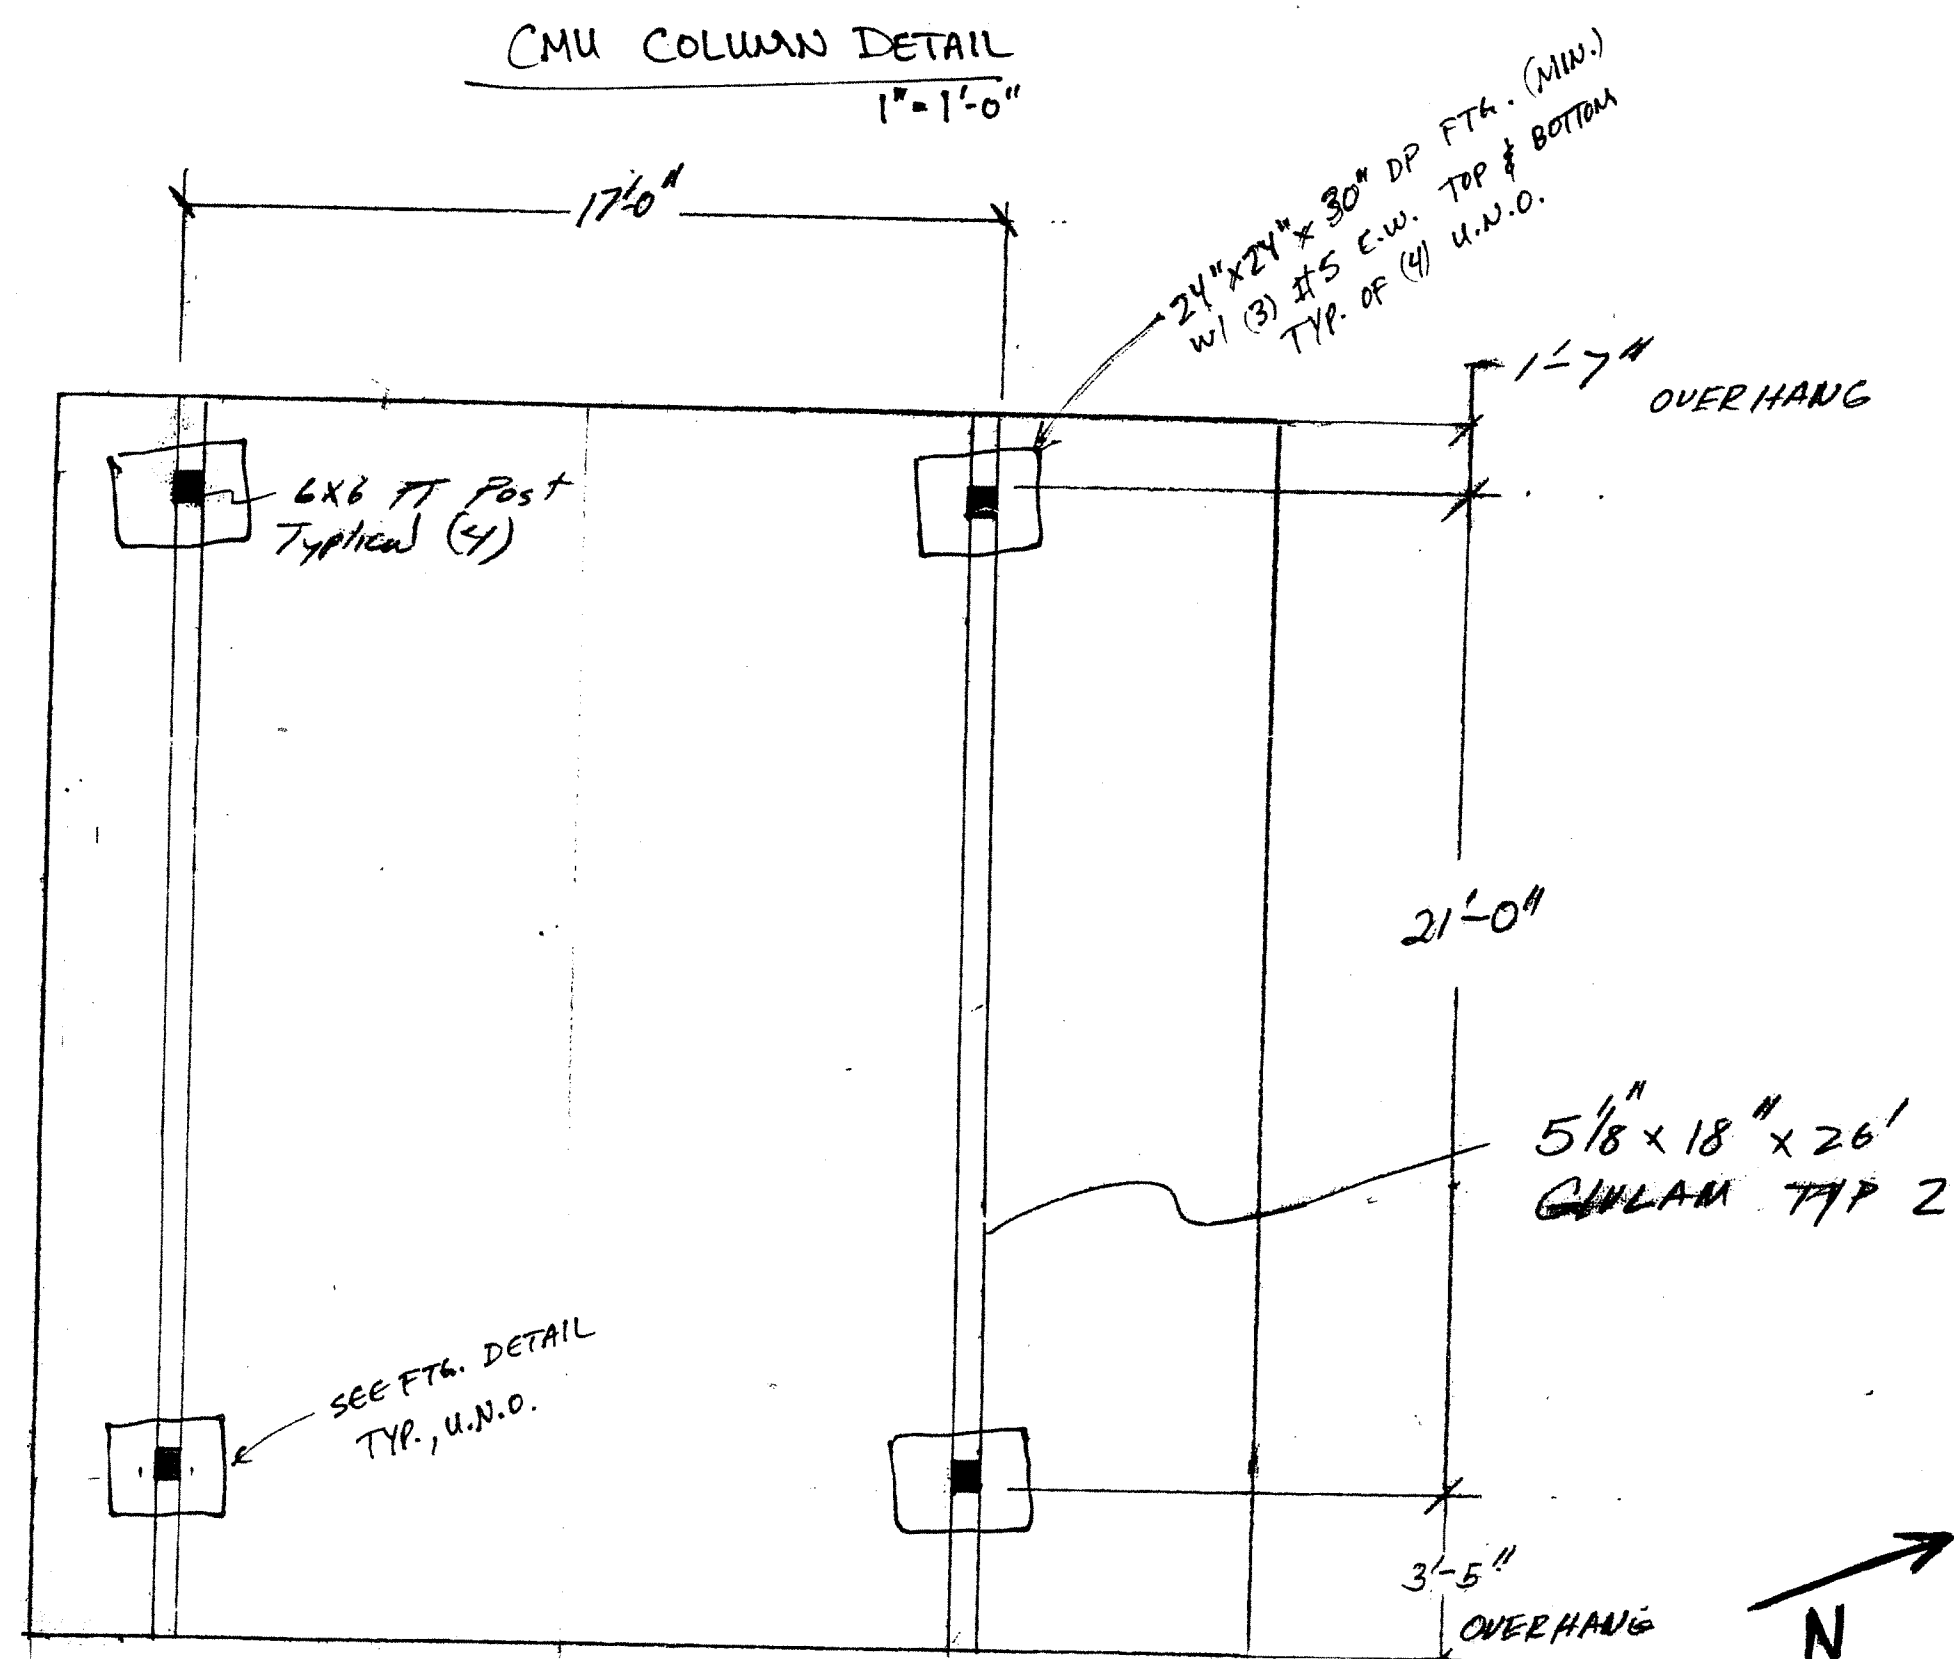 CMU COLUMN DETAIL
1"=1'-0"
17'-0"
24"x24"x30" DP FTG. (MIN.)
W/ (3) #5 E.W. TOP & BOTTOM
TYP. OF (4) U.N.O.
1'-7"
OVERHANG
6x6 PT Post
Typical (4)
21'-0"
5 1/8" x 18" x 26'
GLULAM TYP 2
SEE FTG. DETAIL
TYP., U.N.O.
3'-5"
OVERHANG
N